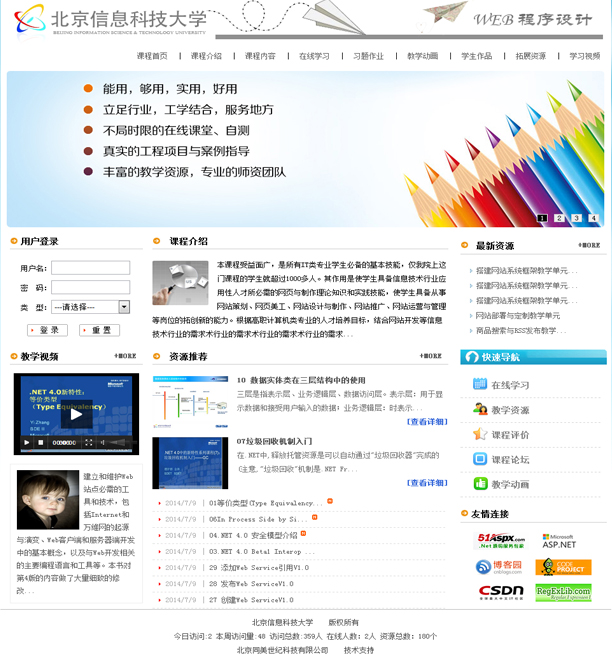 北京信息科技大学
BEIJING INFORMATION SCIENCE & TECHNOLOGY UNIVERSITY
WEB 程序设计
课程首页 | 课程介绍 | 课程内容 | 在线学习 | 习题作业 | 教学动画 | 学生作品 | 拓展资源 | 学习视频
能用，够用，实用，好用
立足行业，工学结合，服务地方
不局时限的在线课堂、自测
真实的工程项目与案例指导
丰富的教学资源，专业的师资团队
1 2 3 4
用户登录
用户名：
密 码：
类 型： ---请选择---
登 录 重 置
课程介绍
本课程受益面广，是所有IT类专业学生必备的基本技能，仅我院上这
门课程的学生就超过1000多人。其作用是使学生具备信息技术行业应
用性人才所必需的网页与制作理论知识和实践技能，使学生具备从事
网站策划、网页美工、网站设计与制作、网站推广、网站运营与管理
等岗位的拓创新的能力。根据高职计算机类专业的人才培养目标，结合网站开发等信息
技术行业的需求术行业的需求术行业的需求术行业的需求...
最新资源 +MORE
搭建网站系统框架教学单元...
搭建网站系统框架教学单元...
搭建网站系统框架教学单元...
网站部署与定制教学单元
商品搜索与RSS发布教学...
快速导航
在线学习
教学资源
课程评价
课程论坛
教学动画
教学视频 +MORE
.NET 4.0新特性：
等价类型
(Type Equivalency)
Y-Zhang
建立和维护Web
站点必需的工
具和技术，包
括Internet和
万维网的起源
与演变、Web客户端和服务器端开发
中的基本概念，以及与Web开发相关
的主要编程语言和工具等。本书对
第4版的内容做了大量细致的修
改...
资源推荐 +MORE
10 数据实体类在三层结构中的使用
三层是指表示层、业务逻辑层、数据访问层。表示层：用于显
示数据和接受用户输入的数据；业务逻辑层：时表示...
[查看详细]
07垃圾回收机制入门
在.NET中，释放托管资源是可以自动通过“垃圾回收器”完成的
（注意，“垃圾回收”机制是.NET Fr...
[查看详细]
2014/7/9 | 01等价类型(Type Equivalency...
2014/7/9 | 06In Process Side by Si...
2014/7/9 | 04.NET 4.0 安全模型介绍
2014/7/9 | 03.NET 4.0 Betal Interop ...
2014/7/9 | 29 添加Web Service引用V1.0
2014/7/9 | 28 发布Web ServiceV1.0
2014/7/9 | 27 创建Web ServiceV1.0
友情连接
51Aspx.com
.Net 源码服务专家
Microsoft
ASP.NET
博客园
cnblogs.com
CODE PROJECT
CSDN
RegExLib.com
北京信息科技大学 版权所有
今日访问:2 本周访问量:48 访问总数:359人 在线人数: 2人 资源总数: 180个
北京同美世纪科技有限公司 技术支持